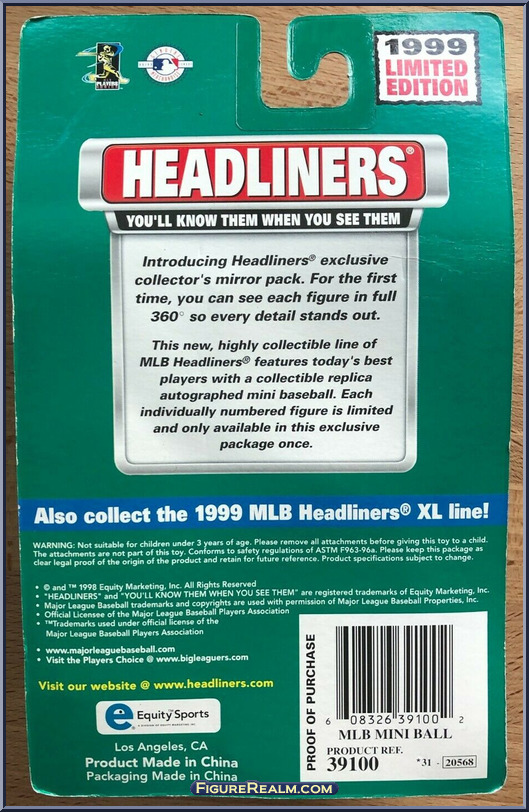 PLAYERS
CHOICE
GENUINE
MERCHANDISE
1999
LIMITED
EDITION
HEADLINERS®
YOU'LL KNOW THEM WHEN YOU SEE THEM
Introducing Headliners® exclusive
collector's mirror pack. For the first
time, you can see each figure in full
360° so every detail stands out.
This new, highly collectible line of
MLB Headliners® features today's best
players with a collectible replica
autographed mini baseball. Each
individually numbered figure is limited
and only available in this exclusive
package once.
Also collect the 1999 MLB Headliners® XL line!
WARNING: Not suitable for children under 3 years of age. Please remove all attachments before giving this toy to a child.
The attachments are not part of this toy. Conforms to safety regulations of ASTM F963-96a. Please keep this package as
clear legal proof of the origin of the product and retain for future reference. Product specifications subject to change.
• © and ™ 1998 Equity Marketing, Inc. All Rights Reserved
• "HEADLINERS" and "YOU'LL KNOW THEM WHEN YOU SEE THEM" are registered trademarks of Equity Marketing, Inc.
• Major League Baseball trademarks and copyrights are used with permission of Major League Baseball Properties, Inc.
• Official Licensee of the Major League Baseball Players Association
• ™Trademarks used under official license of the
Major League Baseball Players Association
• www.majorleaguebaseball.com
• Visit the Players Choice @ www.bigleaguers.com
Visit our website @ www.headliners.com
e Equity Sports
A DIVISION OF EQUITY MARKETING, INC.
Los Angeles, CA
Product Made in China
Packaging Made in China
PROOF OF PURCHASE
6 08326 39100 2
MLB MINI BALL
PRODUCT REF.
39100
*31 - 20568
FIGUREREALM.COM